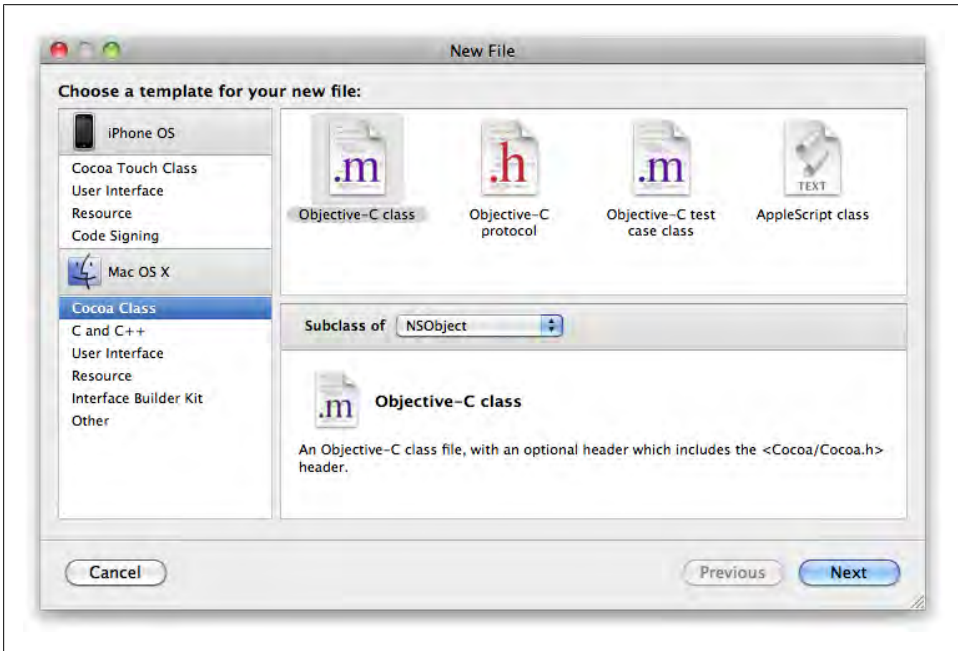 New File
Choose a template for your new file:
iPhone OS
Cocoa Touch Class
User Interface
Resource
Code Signing
Mac OS X
Cocoa Class
C and C++
User Interface
Resource
Interface Builder Kit
Other
.m
Objective-C class
.h
Objective-C
protocol
.m
Objective-C test
case class
TEXT
AppleScript class
Subclass of NSObject
.m
Objective-C class
An Objective-C class file, with an optional header which includes the <Cocoa/Cocoa.h>
header.
Cancel
Previous
Next